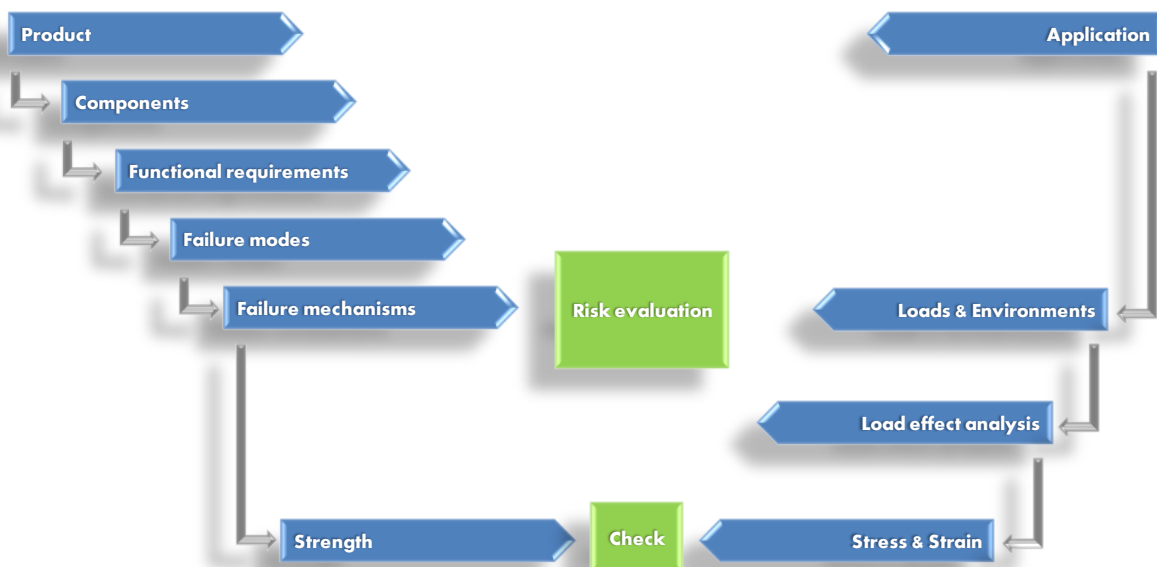 Product
Application
Components
Functional requirements
Failure modes
Failure mechanisms
Risk evaluation
Loads & Environments
Load effect analysis
Strength
Check
Stress & Strain